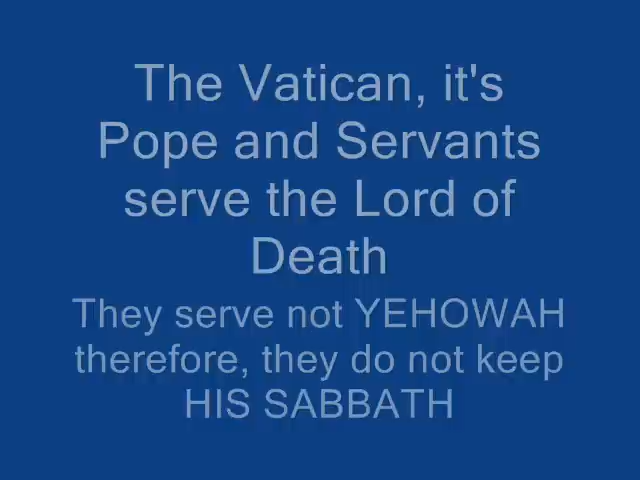 The Vatican, it's
Pope and Servants
serve the Lord of
Death
They serve not YEHOWAH
therefore, they do not keep
HIS SABBATH